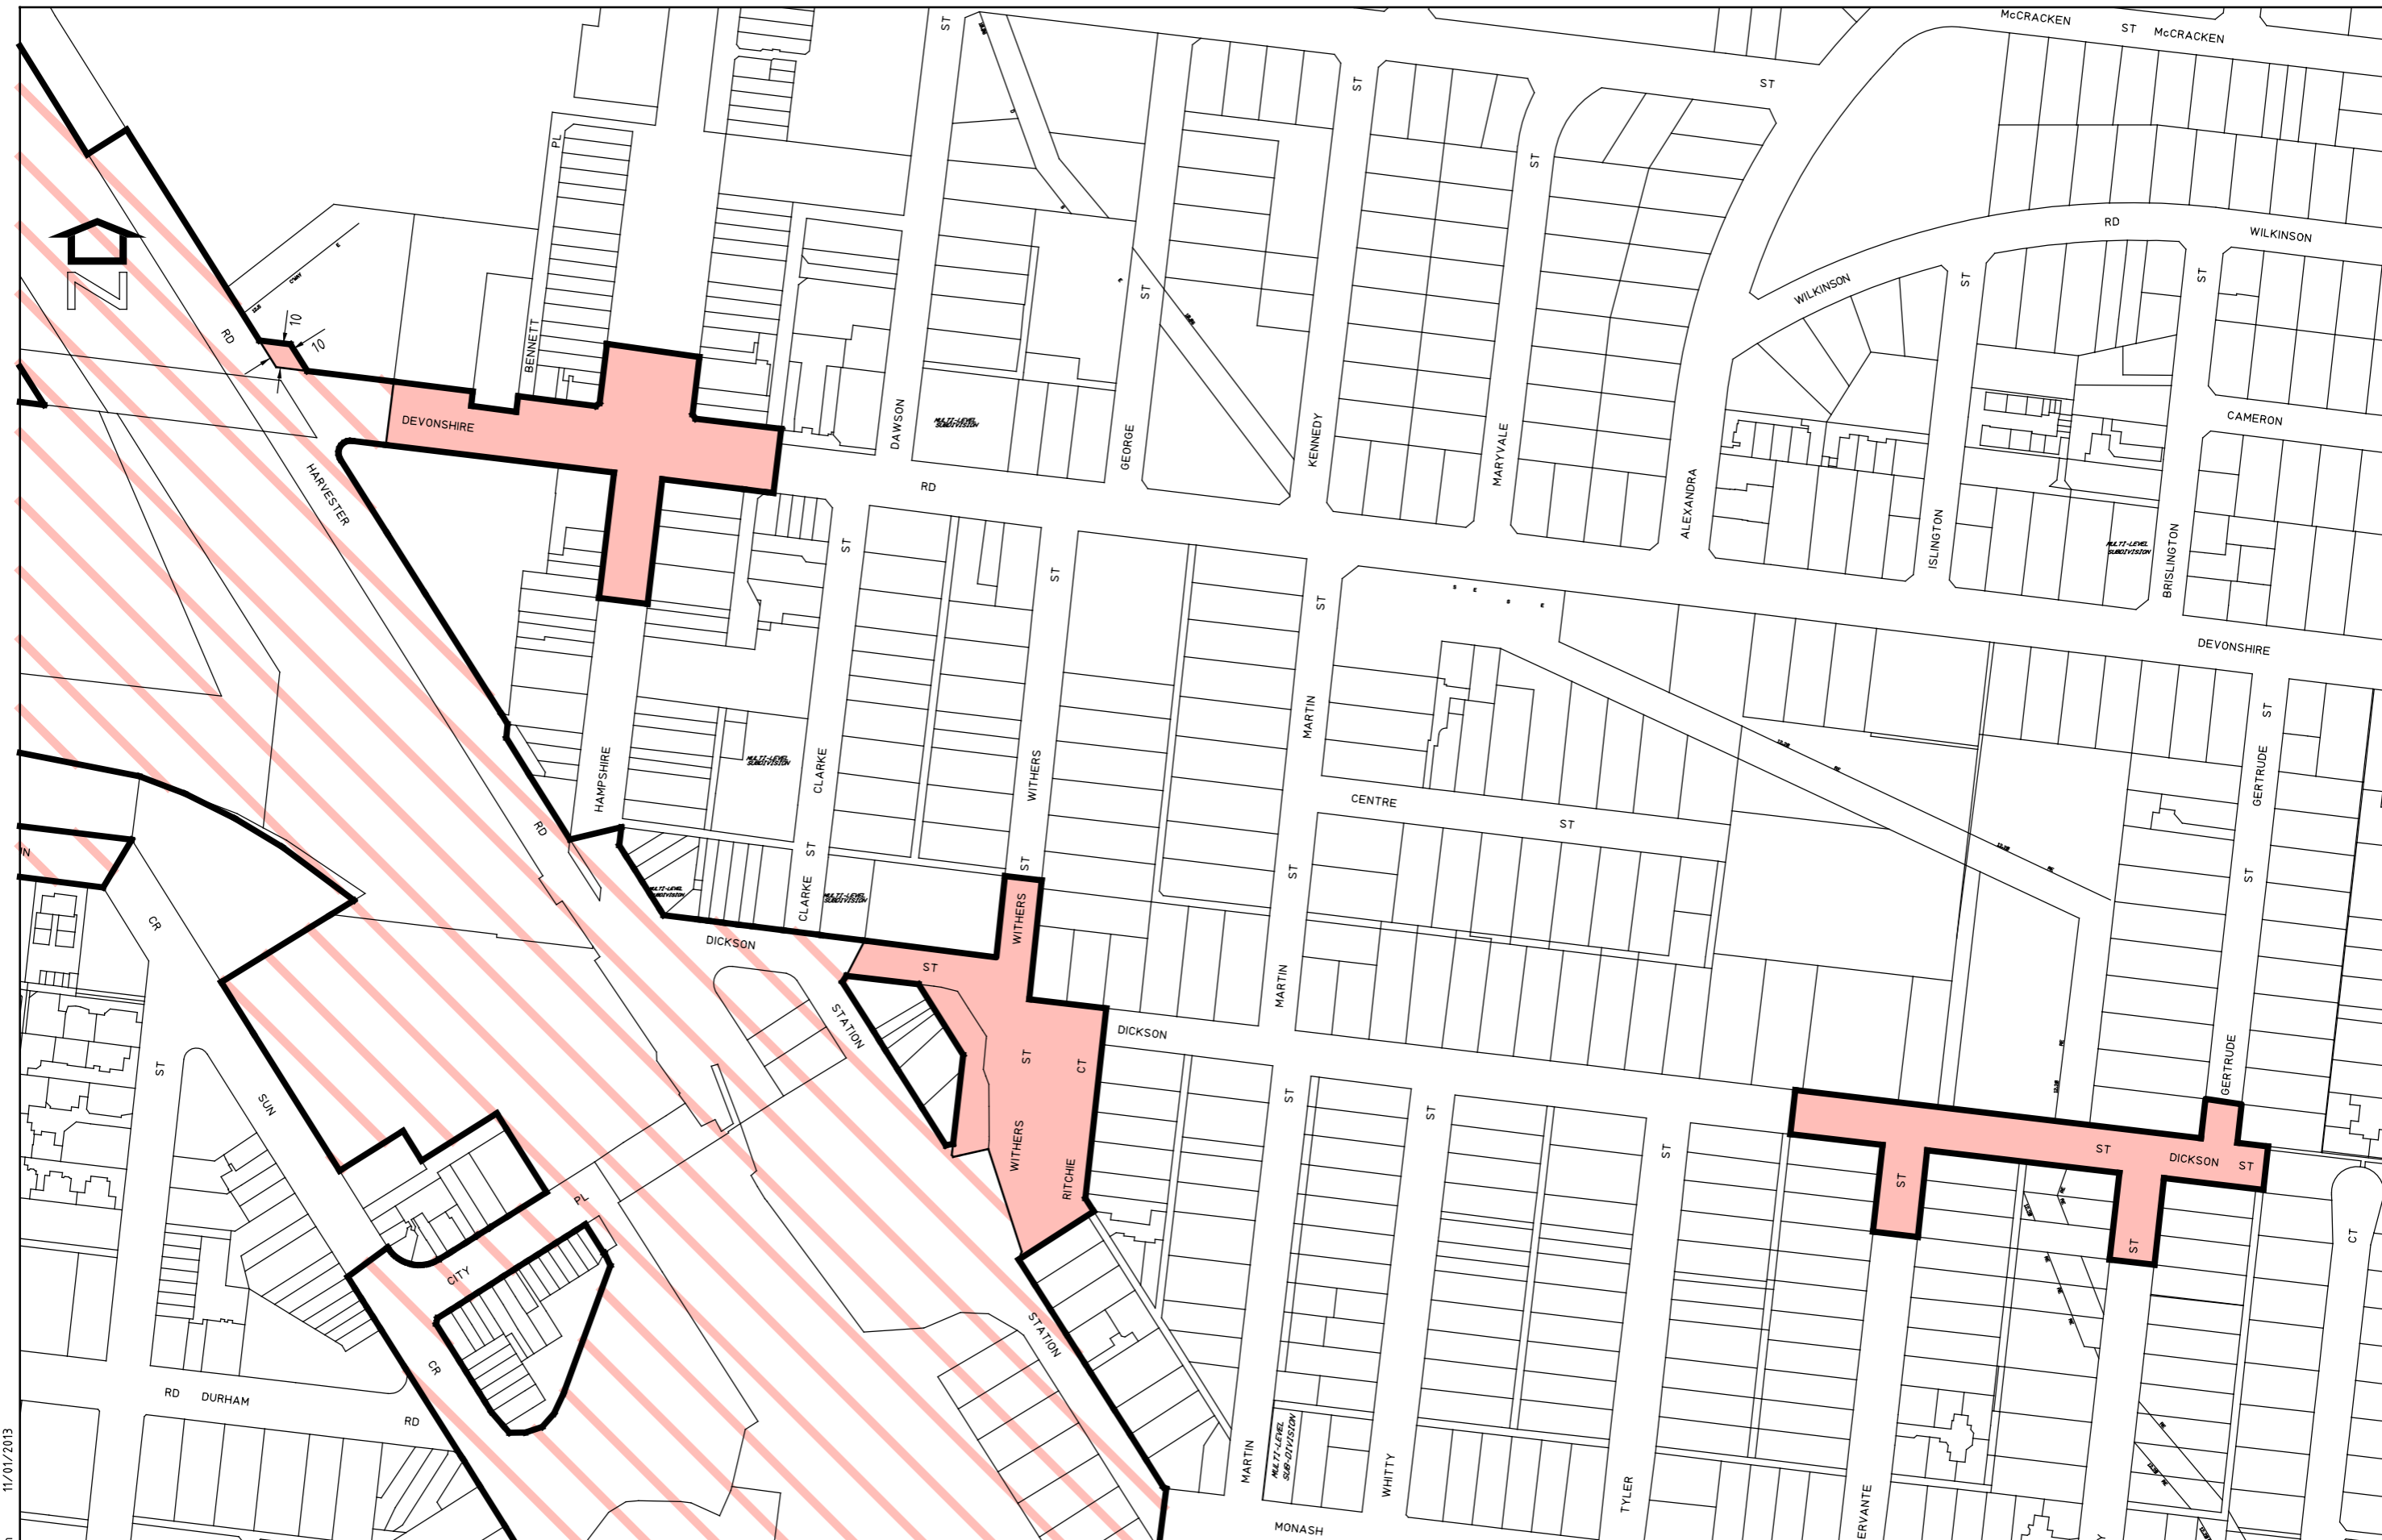 McCRACKEN
ST
McCRACKEN
ST
ST
ST
PL
ST
RD
WILKINSON
ST
ST
WILKINSON
ST
N
10
10
RD
BENNETT
CAMERON
DEVONSHIRE
DAWSON
MULTI-LEVEL
SUBDIVISION
GEORGE
KENNEDY
MARYVALE
ALEXANDRA
RD
HARVESTER
ISLINGTON
BRISLINGTON
MULTI-LEVEL
SUBDIVISION
ST
ST
ST
DEVONSHIRE
MARTIN
ST
GERTRUDE
HAMPSHIRE
MULTI-LEVEL
SUBDIVISION
CLARKE
WITHERS
CENTRE
ST
RD
ST
ST
ST
ST
MULTI-LEVEL
SUBDIVISION
CLARKE
MULTI-LEVEL
SUBDIVISION
CR
WITHERS
DICKSON
ST
MARTIN
STATION
DICKSON
ST
CT
ST
SUN
ST
ST
GERTRUDE
WITHERS
RITCHIE
ST
ST
ST
DICKSON
ST
PL
ST
CT
CITY
STATION
CR
RD
DURHAM
RD
MARTIN
MULTI-LEVEL
SUB-DIVISION
WHITTY
TYLER
ERVANTE
MONASH
11/01/2013